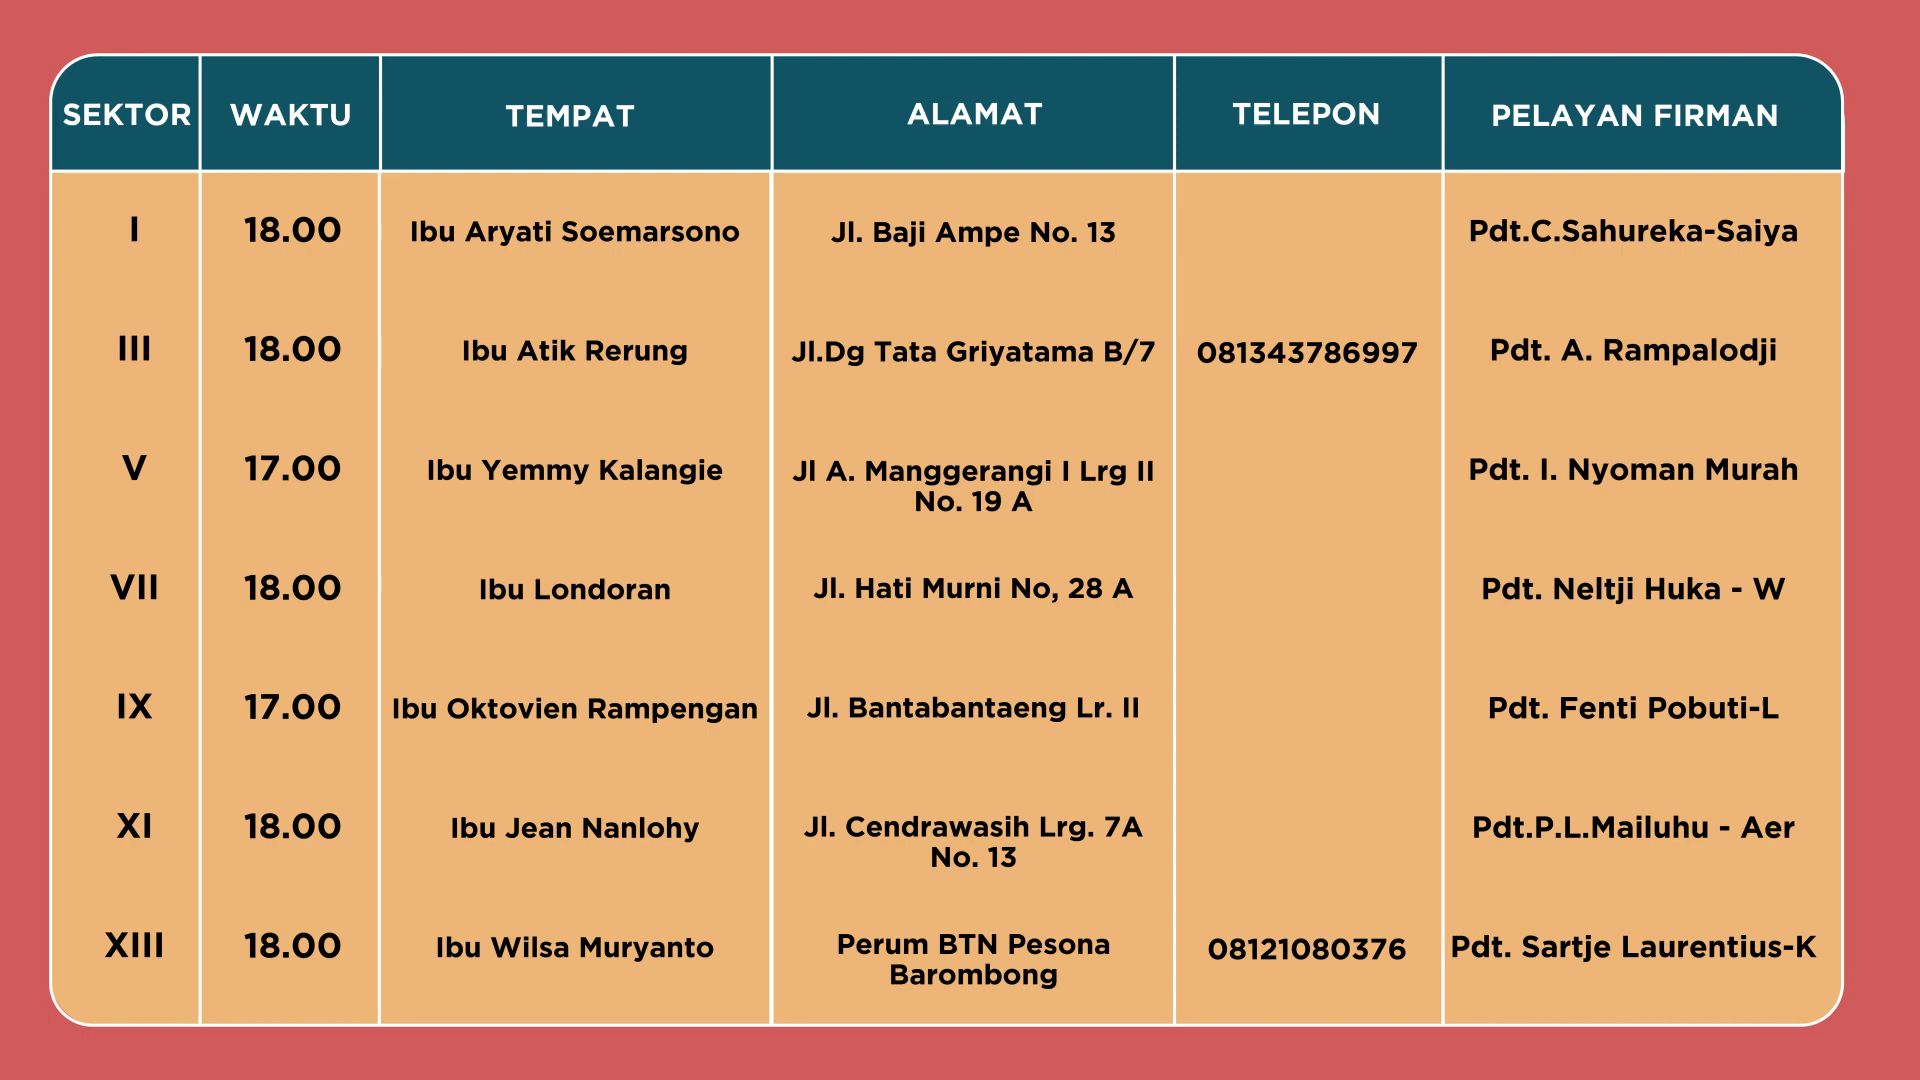 SEKTOR WAKTU TEMPAT ALAMAT TELEPON PELAYAN FIRMAN
I 18.00 Ibu Aryati Soemarsono Jl. Baji Ampe No. 13 Pdt.C.Sahureka-Saiya
III 18.00 Ibu Atik Rerung Jl.Dg Tata Griyatama B/7 081343786997 Pdt. A. Rampalodji
V 17.00 Ibu Yemmy Kalangie Jl A. Manggerangi I Lrg II Pdt. I. Nyoman Murah
No. 19 A
VII 18.00 Ibu Londoran Jl. Hati Murni No, 28 A Pdt. Neltji Huka - W
IX 17.00 Ibu Oktovien Rampengan Jl. Bantabantaeng Lr. II Pdt. Fenti Pobuti-L
XI 18.00 Ibu Jean Nanlohy Jl. Cendrawasih Lrg. 7A Pdt.P.L.Mailuhu - Aer
No. 13
XIII 18.00 Ibu Wilsa Muryanto Perum BTN Pesona 08121080376 Pdt. Sartje Laurentius-K
Barombong